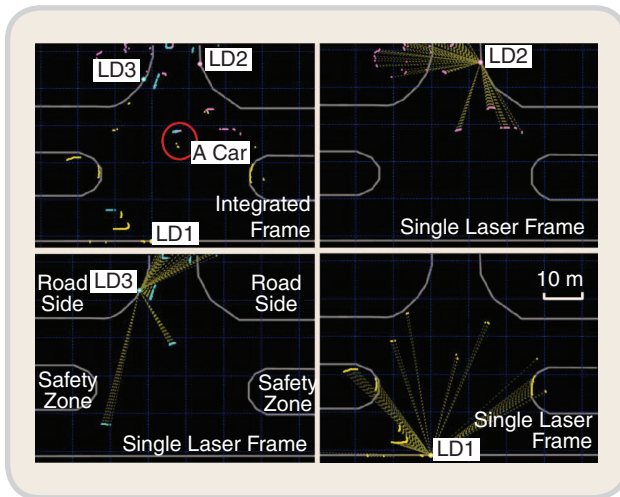 LD3
LD2
A Car
Integrated
Frame
LD1
LD2
Single Laser Frame
Road
Side
LD3
Road
Side
Safety
Zone
Safety
Zone
Single Laser Frame
10 m
Single Laser
Frame
LD1